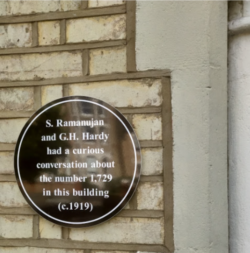 S. Ramanujan
and G.H. Hardy
had a curious
conversation about
the number 1,729
in this building
(c.1919)